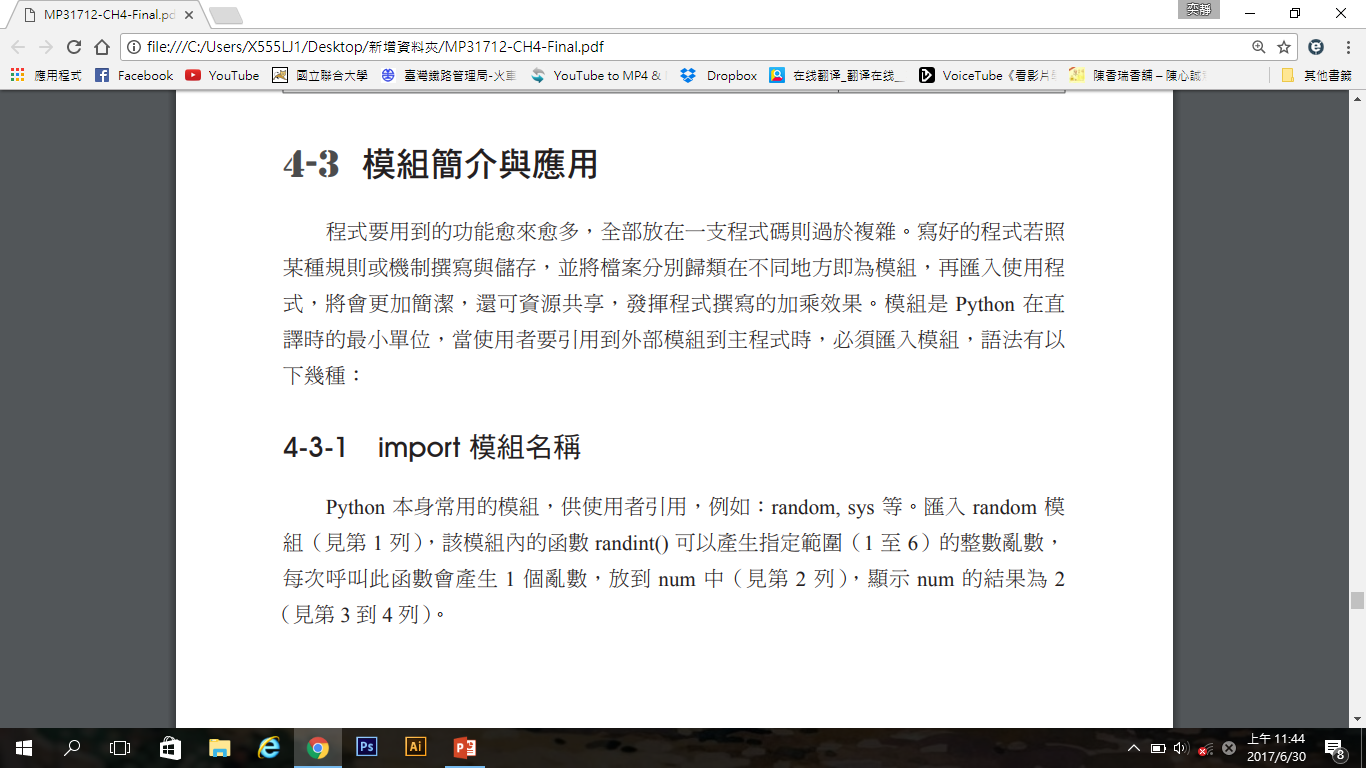 MP31712-CH4-Final.pd
奕靜
file:///C:/Users/X555LJ1/Desktop/新增資料夾/MP31712-CH4-Final.pdf
應用程式 Facebook YouTube 國立聯合大學 臺灣鐵路管理局-火車 YouTube to MP4 & Dropbox 在线翻译_翻译在线_ VoiceTube《看影片 陳香瑞香舖 – 陳心誠 其他書籤
4-3 模組簡介與應用
程式要用到的功能愈來愈多，全部放在一支程式碼則過於複雜。寫好的程式若照
某種規則或機制撰寫與儲存，並將檔案分別歸類在不同地方即為模組，再匯入使用程
式，將會更加簡潔，還可資源共享，發揮程式撰寫的加乘效果。模組是 Python 在直
譯時的最小單位，當使用者要引用到外部模組到主程式時，必須匯入模組，語法有以
下幾種：
4-3-1 import 模組名稱
Python 本身常用的模組，供使用者引用，例如：random, sys 等。匯入 random 模
組（見第 1 列），該模組內的函數 randint() 可以產生指定範圍（1 至 6）的整數亂數，
每次呼叫此函數會產生 1 個亂數，放到 num 中（見第 2 列），顯示 num 的結果為 2
（見第 3 到 4 列）。
Ps Ai
上午 11:44
2017/6/30
8